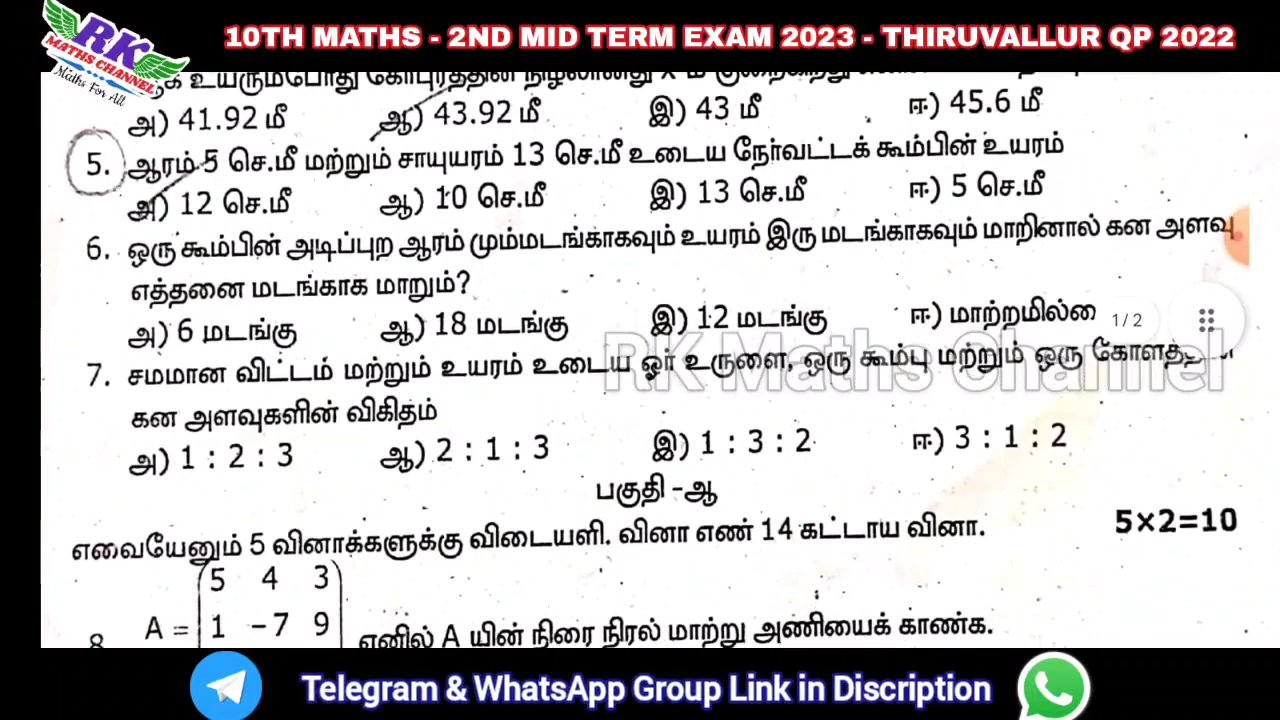 RK
MATHS CHANNEL
Maths For All
10TH MATHS - 2ND MID TERM EXAM 2023 - THIRUVALLUR QP 2022
உயரும்போது கோபுரத்தின்
அ) 41.92 மீ ஆ) 43.92 மீ இ) 43 மீ ஈ) 45.6 மீ
5. ஆரம் 5 செ.மீ மற்றும் சாயுயரம் 13 செ.மீ உடைய நேர்வட்டக் கூம்பின் உயரம்
அ) 12 செ.மீ ஆ) 10 செ.மீ இ) 13 செ.மீ ஈ) 5 செ.மீ
6. ஒரு கூம்பின் அடிப்புற ஆரம் மும்மடங்காகவும் உயரம் இரு மடங்காகவும் மாறினால் கன அளவு
எத்தனை மடங்காக மாறும்?
அ) 6 மடங்கு ஆ) 18 மடங்கு இ) 12 மடங்கு ஈ) மாற்றமில்லை
1/2
RK Maths Channel
7. சமமான விட்டம் மற்றும் உயரம் உடைய ஓர் உருளை, ஒரு கூம்பு மற்றும் ஒரு
கன அளவுகளின் விகிதம்
அ) 1 : 2 : 3 ஆ) 2 : 1 : 3 இ) 1 : 3 : 2 ஈ) 3 : 1 : 2
பகுதி -ஆ
எவையேனும் 5 வினாக்களுக்கு விடையளி. வினா எண் 14 கட்டாய வினா. 5×2=10
5 4 3
8. A = 1 -7 9 எனில் A யின் நிரை நிரல் மாற்று அணியைக் காண்க.
Telegram & WhatsApp Group Link in Discription